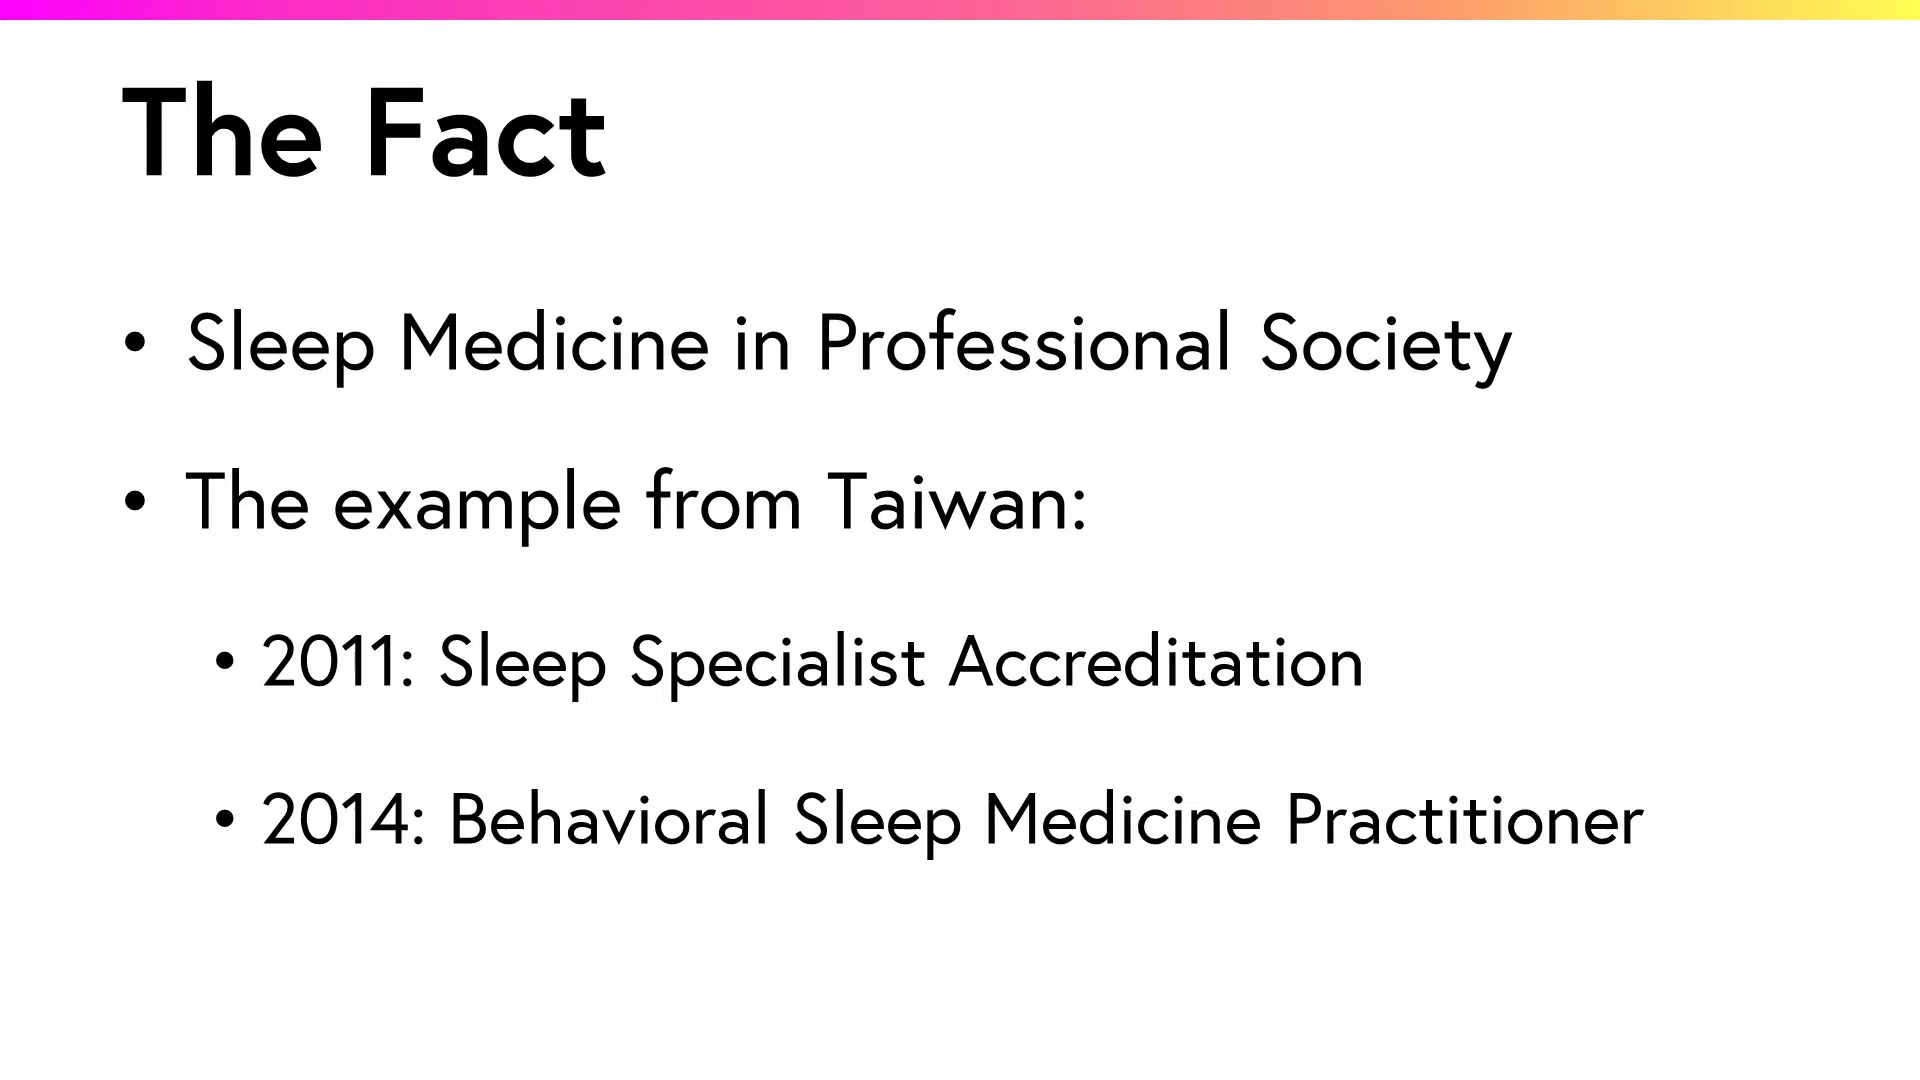 The Fact
• Sleep Medicine in Professional Society
• The example from Taiwan:
• 2011: Sleep Specialist Accreditation
• 2014: Behavioral Sleep Medicine Practitioner